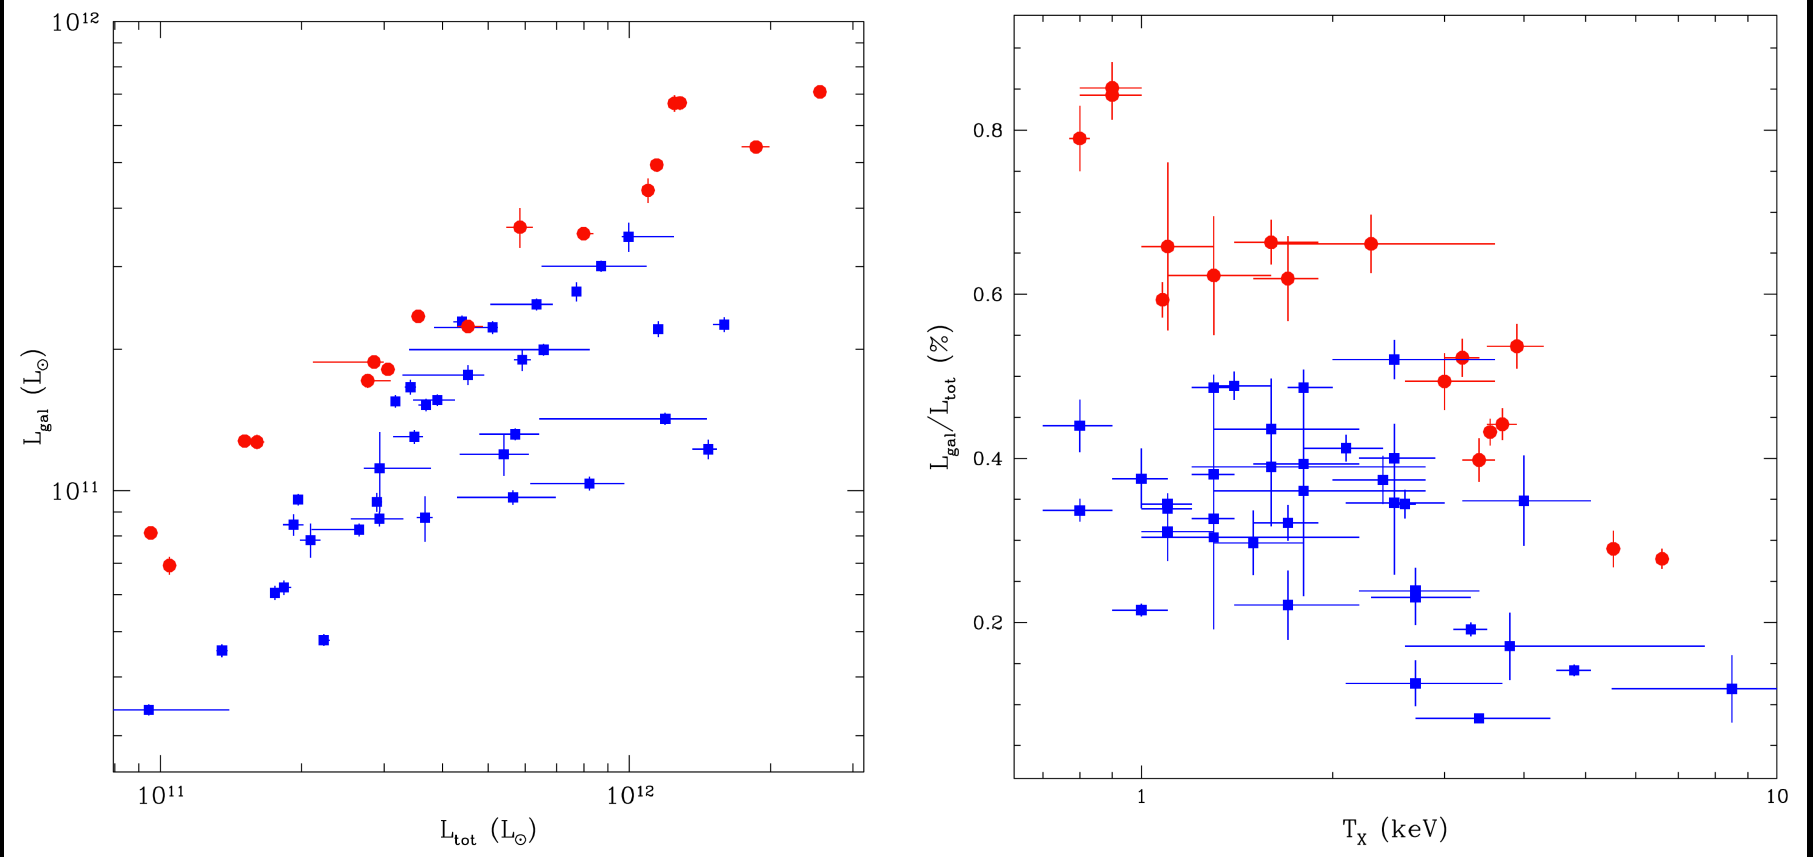 10¹²
10¹¹
L_gal (L_⊙)
10¹¹ 10¹²
L_tot (L_⊙)
0.8
0.6
0.4
0.2
L_gal/L_tot (%)
1 10
T_X (keV)